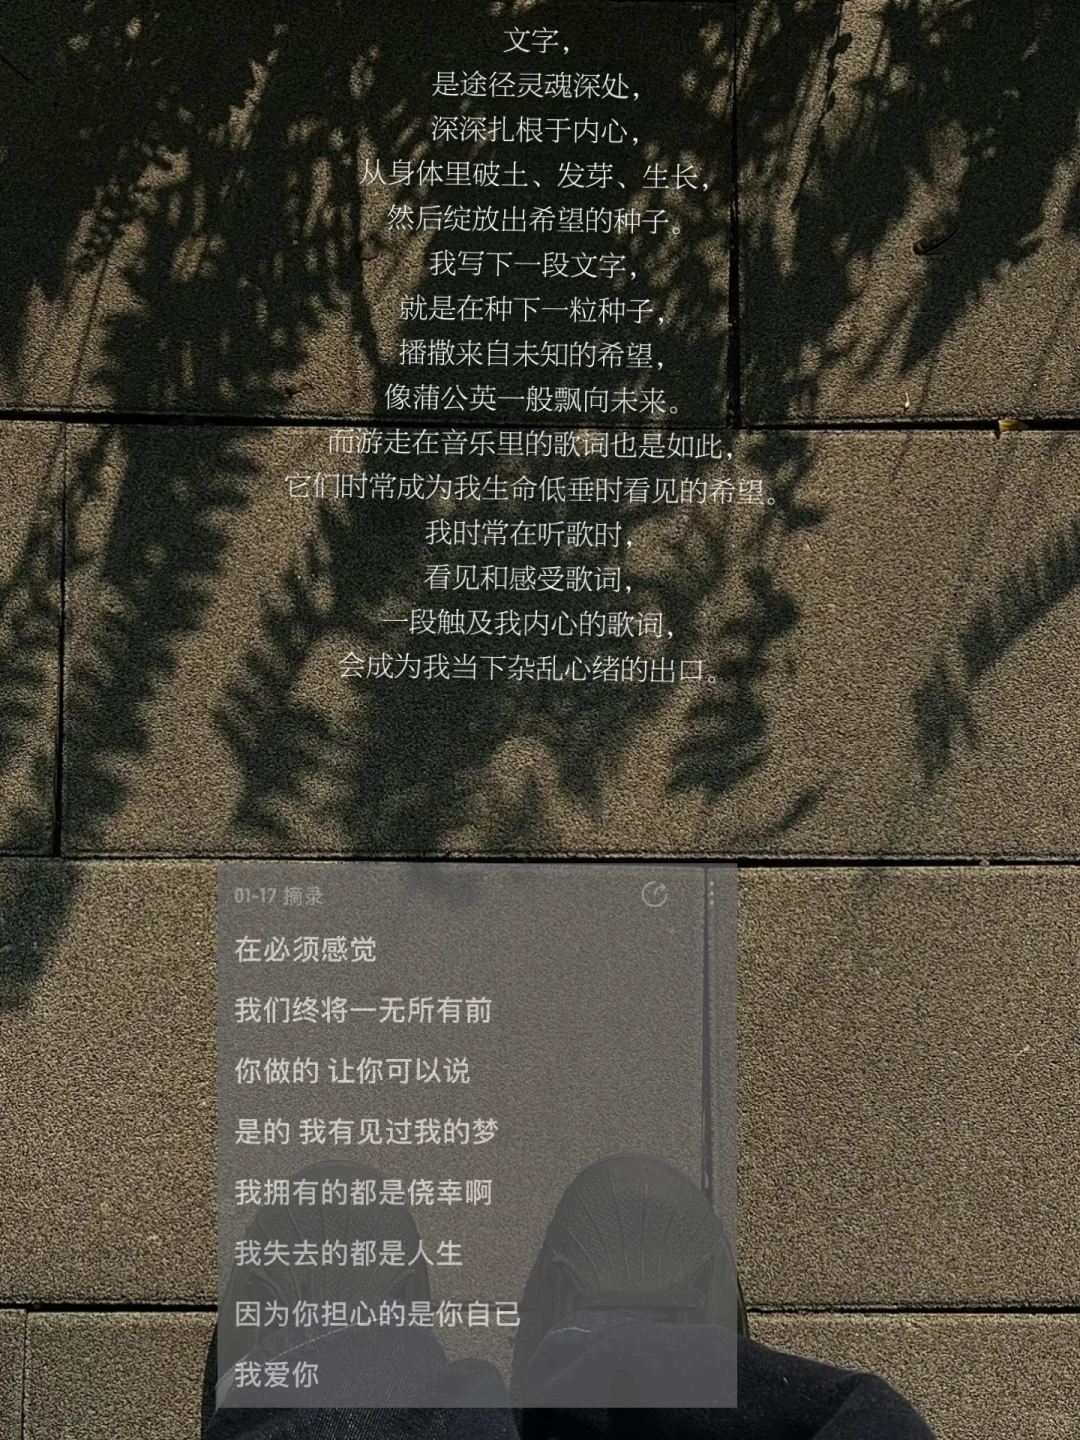 文字，
是途径灵魂深处，
深深扎根于内心，
从身体里破土、发芽、生长，
然后绽放出希望的种子。
我写下一段文字，
就是在种下一粒种子，
播撒来自未知的希望，
像蒲公英一般飘向未来。
而游走在音乐里的歌词也是如此，
它们时常成为我生命低垂时看见的希望。
我时常在听歌时，
看见和感受歌词，
一段触及我内心的歌词，
会成为我当下杂乱心绪的出口。
01-17 摘录
在必须感觉
我们终将一无所有前
你做的 让你可以说
是的 我有见过我的梦
我拥有的都是侥幸啊
我失去的都是人生
因为你担心的是你自己
我爱你